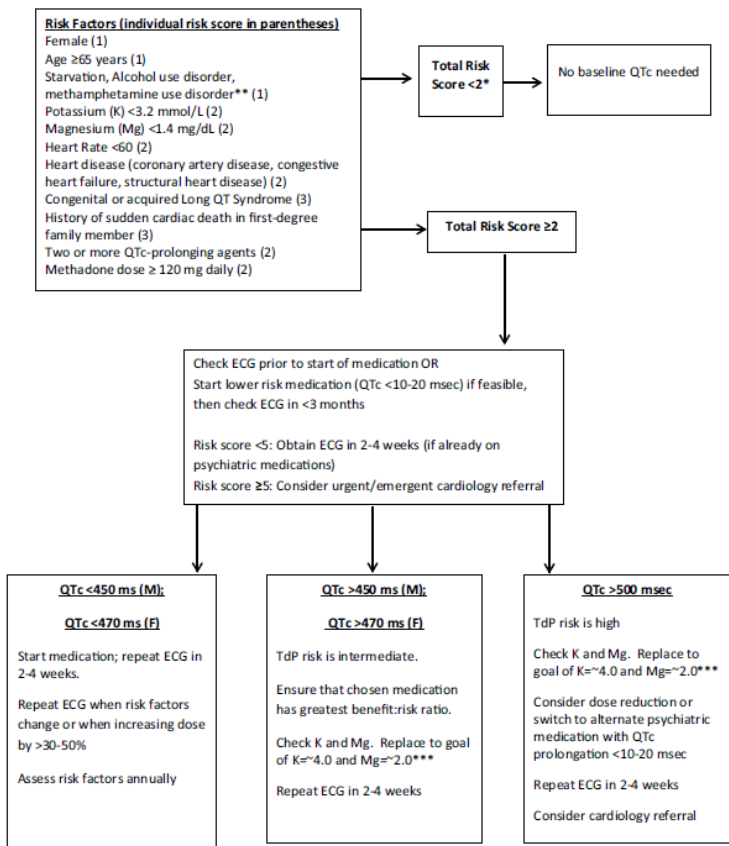 Risk Factors (individual risk score in parentheses)
Female (1)
Age ≥65 years (1)
Starvation, Alcohol use disorder,
methamphetamine use disorder** (1)
Potassium (K) <3.2 mmol/L (2)
Magnesium (Mg) <1.4 mg/dL (2)
Heart Rate <60 (2)
Heart disease (coronary artery disease, congestive
heart failure, structural heart disease) (2)
Congenital or acquired Long QT Syndrome (3)
History of sudden cardiac death in first-degree
family member (3)
Two or more QTc-prolonging agents (2)
Methadone dose ≥ 120 mg daily (2)
Total Risk
Score <2*
No baseline QTc needed
Total Risk Score ≥2
Check ECG prior to start of medication OR
Start lower risk medication (QTc <10-20 msec) if feasible,
then check ECG in <3 months
Risk score <5: Obtain ECG in 2-4 weeks (if already on
psychiatric medications)
Risk score ≥5: Consider urgent/emergent cardiology referral
QTc <450 ms (M);
QTc <470 ms (F)
Start medication; repeat ECG in
2-4 weeks.
Repeat ECG when risk factors
change or when increasing dose
by >30-50%
Assess risk factors annually
QTc >450 ms (M);
QTc >470 ms (F)
TdP risk is intermediate.
Ensure that chosen medication
has greatest benefit:risk ratio.
Check K and Mg. Replace to goal
of K=~4.0 and Mg=~2.0***
Repeat ECG in 2-4 weeks
QTc >500 msec
TdP risk is high
Check K and Mg. Replace to
goal of K=~4.0 and Mg=~2.0***
Consider dose reduction or
switch to alternate psychiatric
medication with QTc
prolongation <10-20 msec
Repeat ECG in 2-4 weeks
Consider cardiology referral